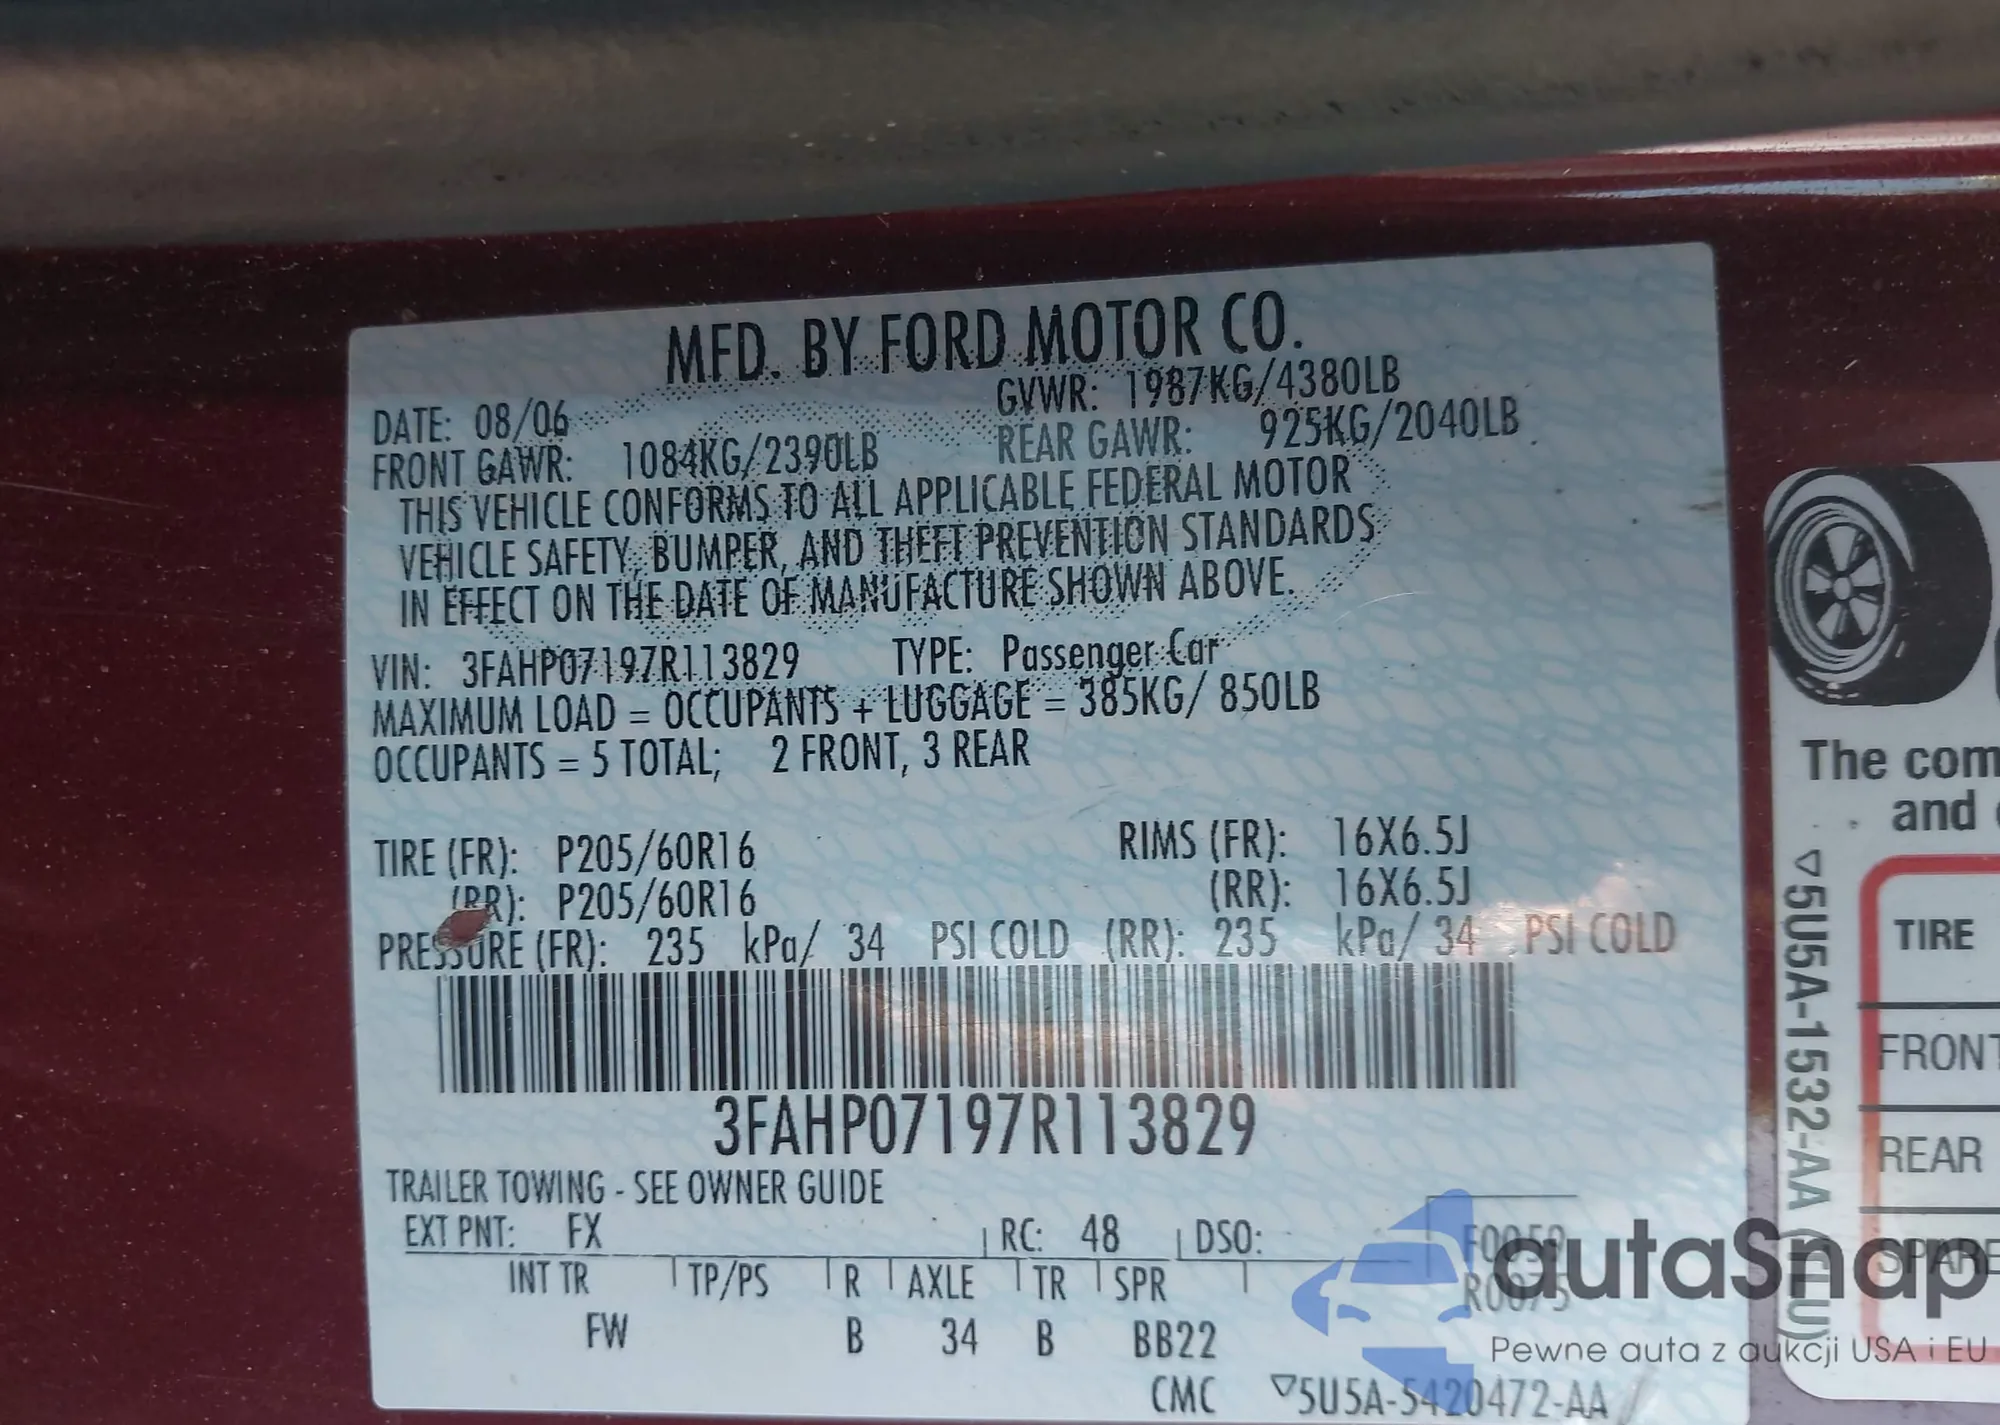 MFD. BY FORD MOTOR CO.
DATE: 08/06 GVWR: 1987KG/4380LB
FRONT GAWR: 1084KG/2390LB REAR GAWR: 925KG/2040LB
THIS VEHICLE CONFORMS TO ALL APPLICABLE FEDERAL MOTOR
VEHICLE SAFETY, BUMPER, AND THEFT PREVENTION STANDARDS
IN EFFECT ON THE DATE OF MANUFACTURE SHOWN ABOVE.
VIN: 3FAHP07197R113829 TYPE: Passenger Car
MAXIMUM LOAD = OCCUPANTS + LUGGAGE = 385KG/ 850LB
OCCUPANTS = 5 TOTAL; 2 FRONT, 3 REAR
TIRE (FR): P205/60R16 RIMS (FR): 16X6.5J
(RR): P205/60R16 (RR): 16X6.5J
PRESSURE (FR): 235 kPa/ 34 PSI COLD (RR): 235 kPa/ 34 PSI COLD
3FAHP07197R113829
TRAILER TOWING - SEE OWNER GUIDE
EXT PNT: FX RC: 48 DSO:
INT TR TP/PS R AXLE TR SPR
FW B 34 B BB22
CMC ▽5U5A-5420472-AA
The com
and
▽5U5A-1532-AA
TIRE
FRONT
REAR
SPARE
autaSnap
Pewne auta z aukcji USA i EU